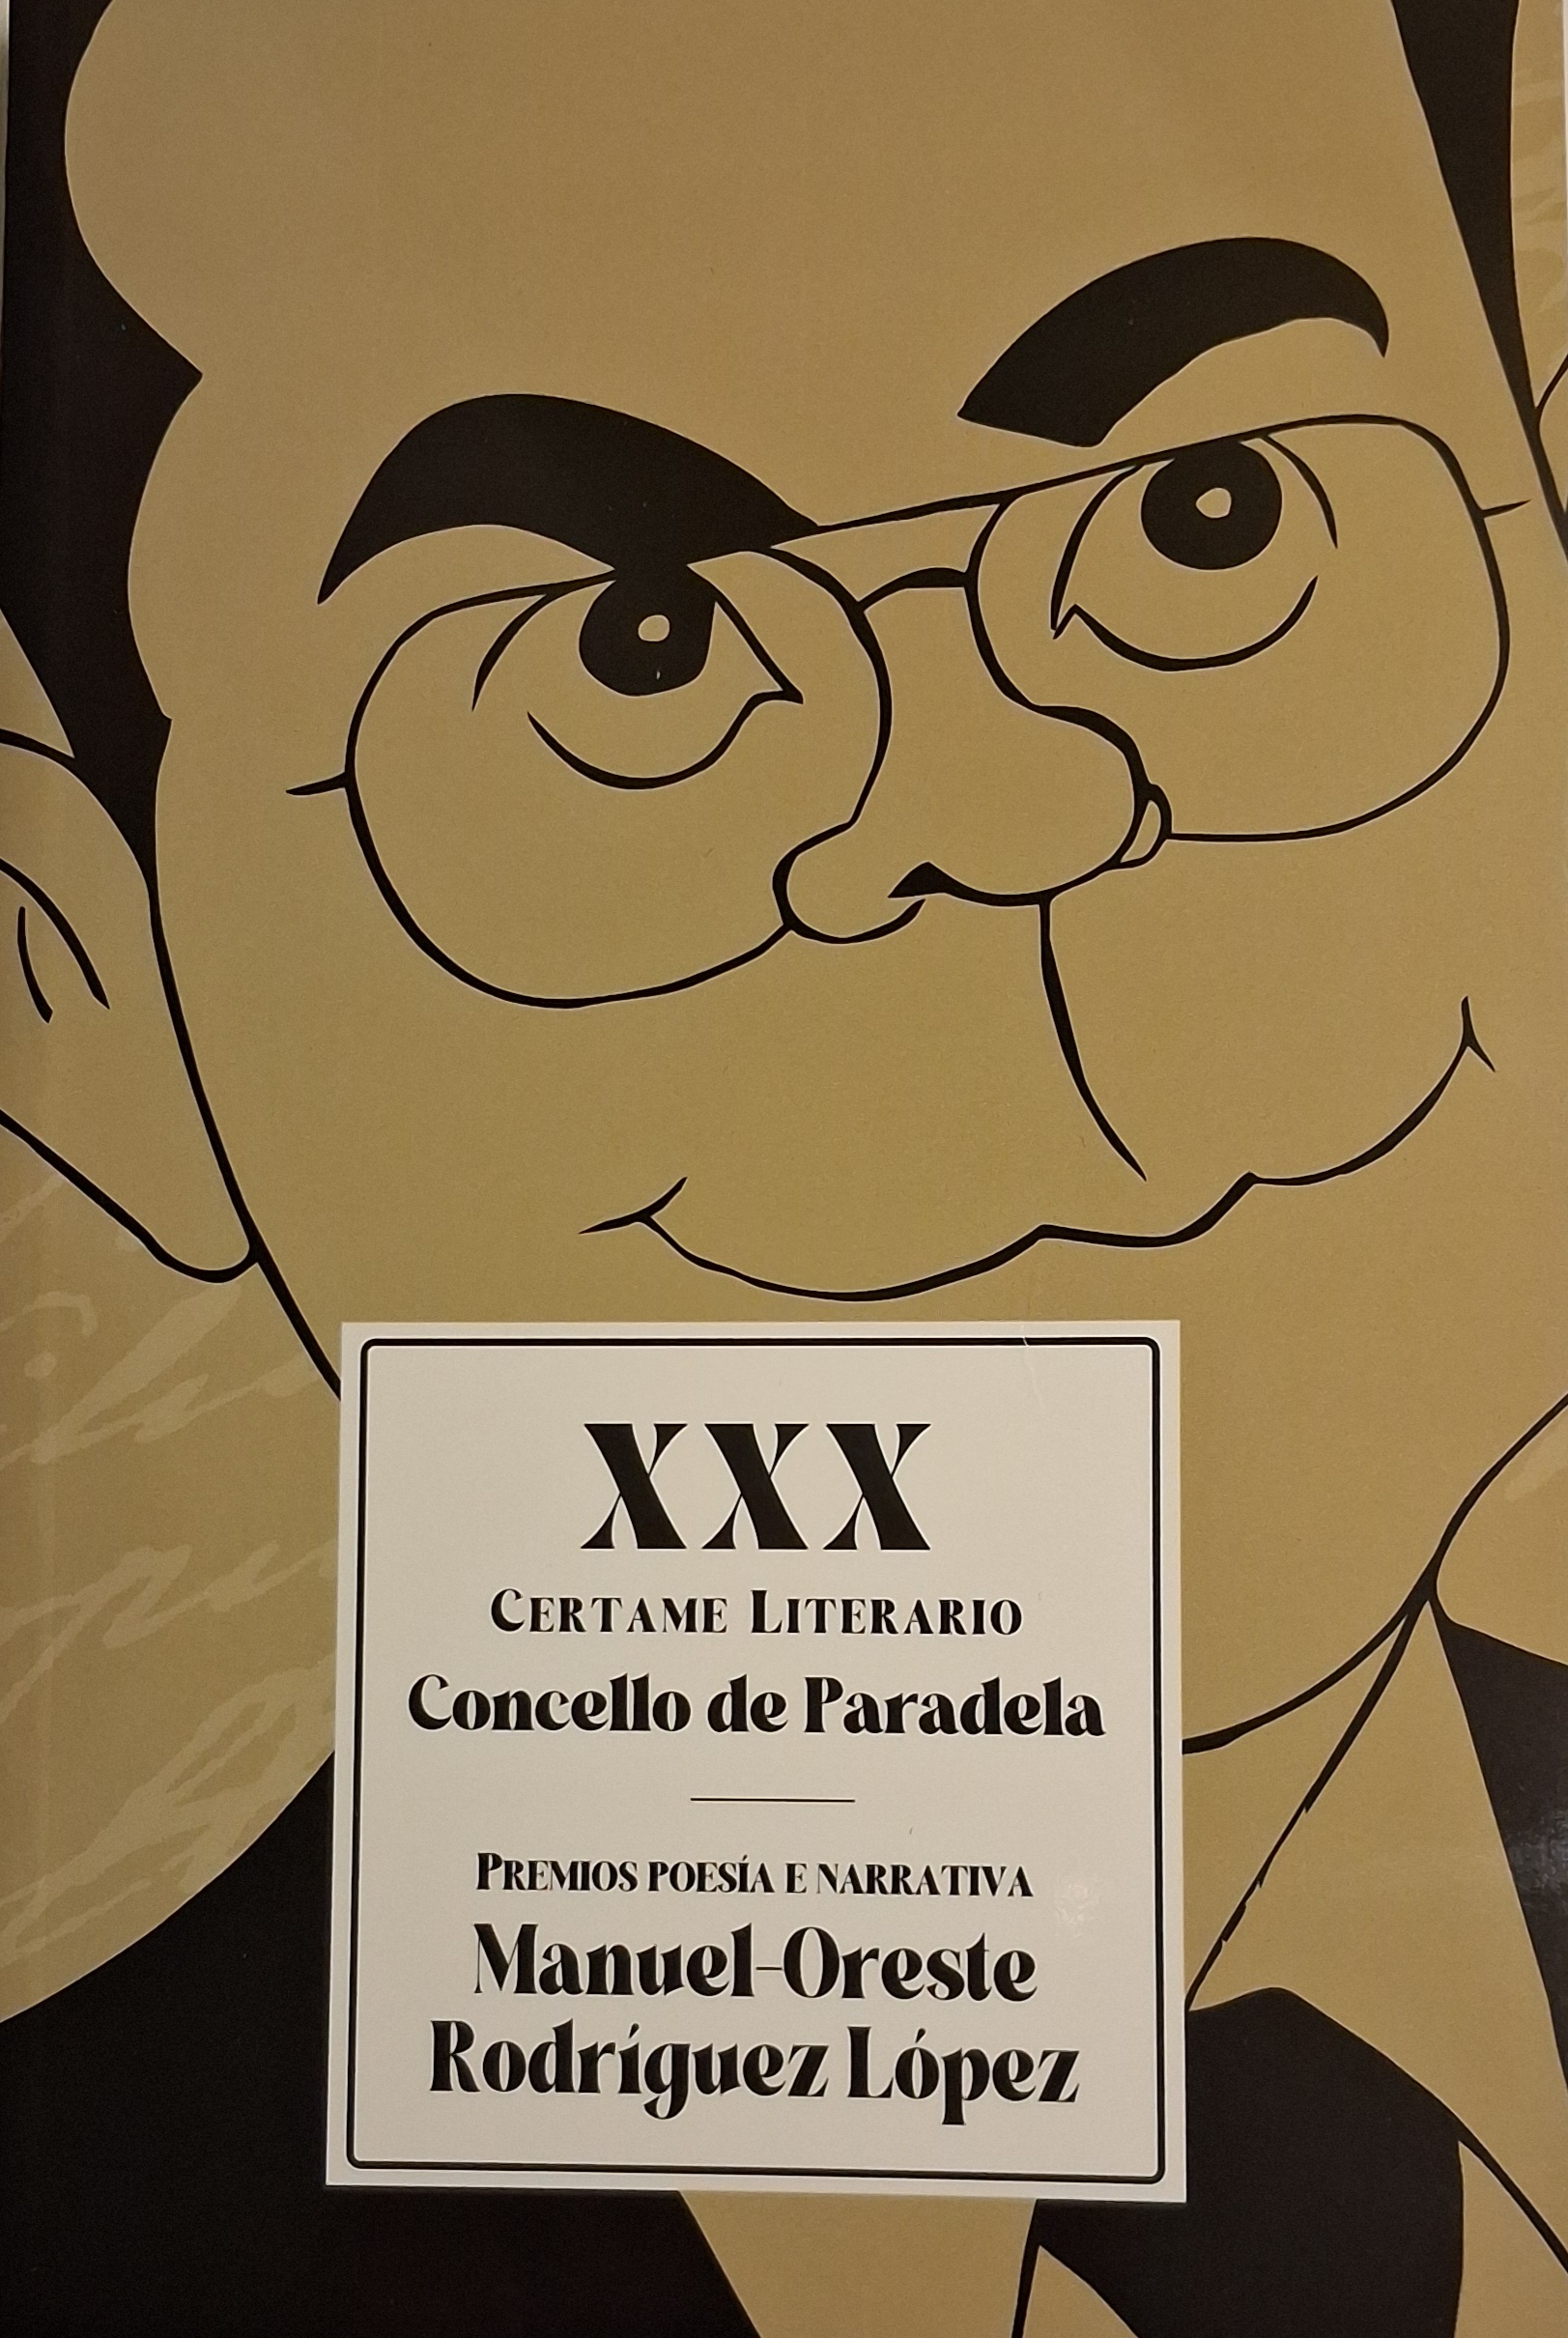 XXX
CERTAME LITERARIO
Concello de Paradela
PREMIOS POESÍA E NARRATIVA
Manuel-Oreste
Rodríguez López